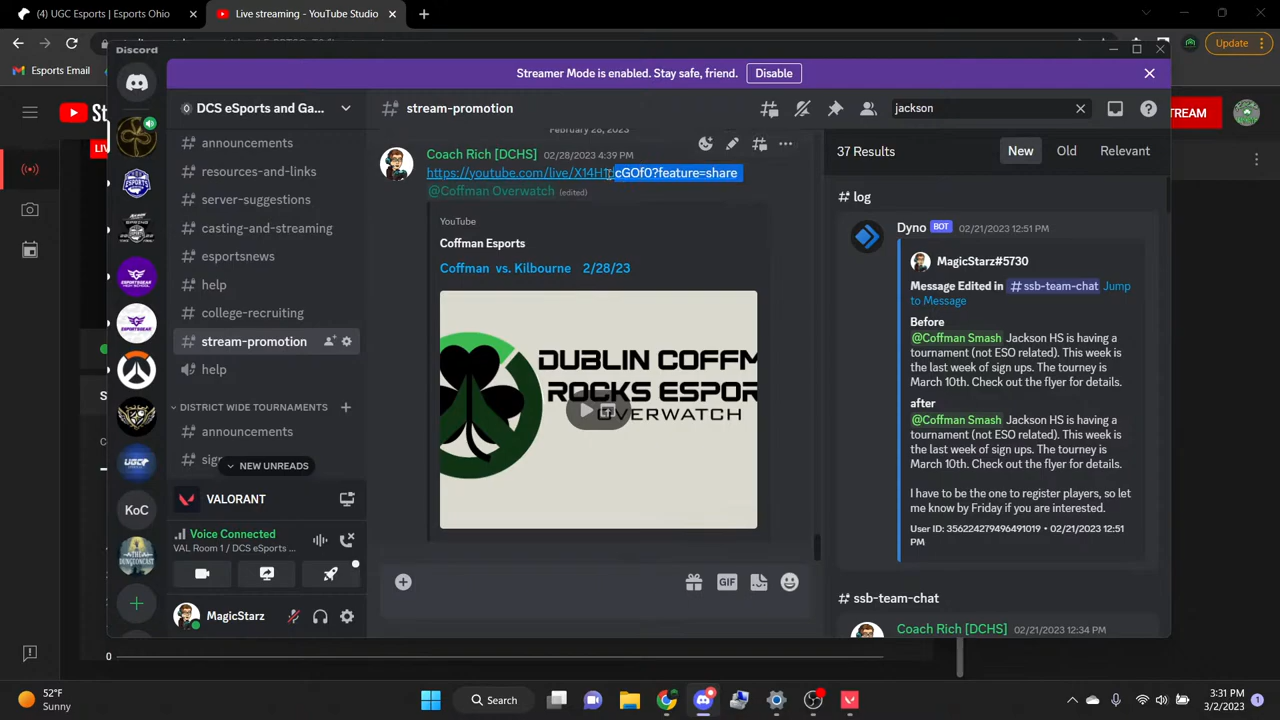 (4) UGC Esports | Esports Ohio
Live streaming - YouTube Studio
Update
Esports Email
Discord
Streamer Mode is enabled. Stay safe, friend.
Disable
DCS eSports and Ga...
stream-promotion
jackson
announcements
resources-and-links
server-suggestions
casting-and-streaming
esportsnews
help
college-recruiting
stream-promotion
help
DISTRICT WIDE TOURNAMENTS
announcements
NEW UNREADS
VALORANT
Voice Connected
VAL Room 1 / DCS eSports ...
MagicStarz
KoC
February 28, 2023
Coach Rich [DCHS] 02/28/2023 4:39 PM
@Coffman Overwatch (edited)
YouTube
Coffman Esports
Coffman vs. Kilbourne 2/28/23
DUBLIN COFFM
ROCKS ESPOR
OVERWATCH
GIF
37 Results
New
Old
Relevant
log
Dyno BOT 02/21/2023 12:51 PM
MagicStarz#5730
Message Edited in # ssb-team-chat Jump
to Message
Before
@Coffman Smash Jackson HS is having a
tournament (not ESO related). This week is
the last week of sign ups. The tourney is
March 10th. Check out the flyer for details.
after
@Coffman Smash Jackson HS is having a
tournament (not ESO related). This week is
the last week of sign ups. The tourney is
March 10th. Check out the flyer for details.
I have to be the one to register players, so let
me know by Friday if you are interested.
User ID: 356224279496491019 • 02/21/2023 12:51
PM
# ssb-team-chat
Coach Rich [DCHS] 02/21/2023 12:34 PM
0
52°F
Sunny
Search
3:31 PM
3/2/2023